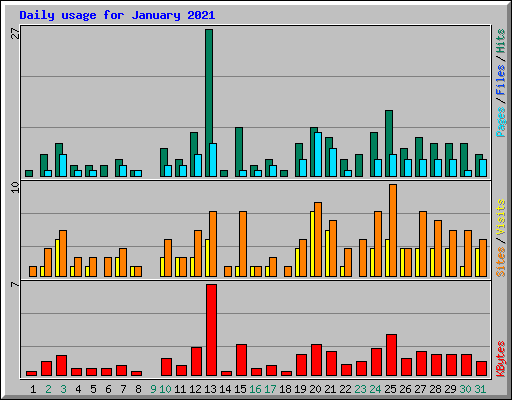 Daily usage for January 2021
27
Pages / Files / Hits
10
Sites / Visits
7
KBytes
1 2 3 4 5 6 7 8 9 10 11 12 13 14 15 16 17 18 19 20 21 22 23 24 25 26 27 28 29 30 31